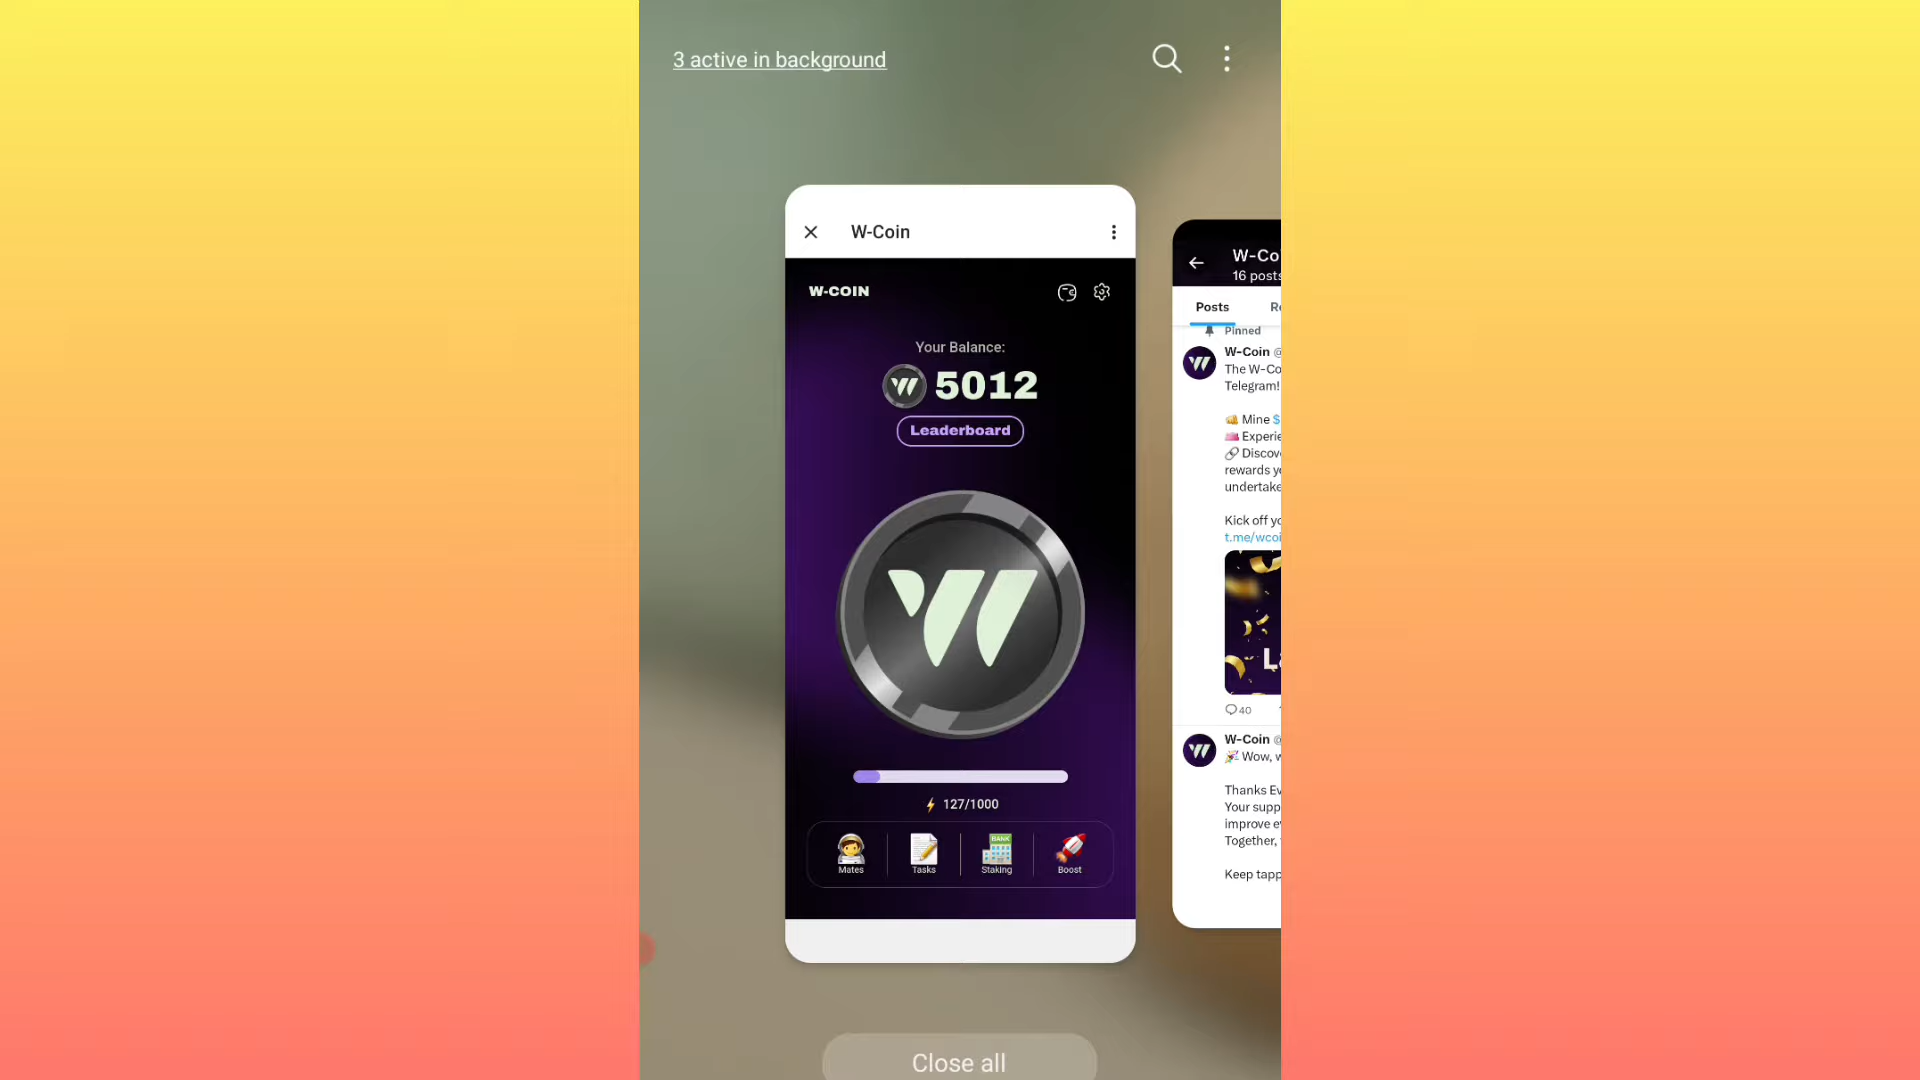 3 active in background
W-Coin
W-COIN
Your Balance:
5012
Leaderboard
127/1000
Mates
Tasks
BANK
Staking
Boost
Close all
W-Co
16 posts
Posts
Pinned
W-Coin @
The W-Co
Telegram!
Mine $
Experie
Discov
rewards y
undertake
Kick off yo
t.me/wcoi
40
W-Coin @
Wow, w
Thanks Ev
Your supp
improve e
Together,
Keep tapp